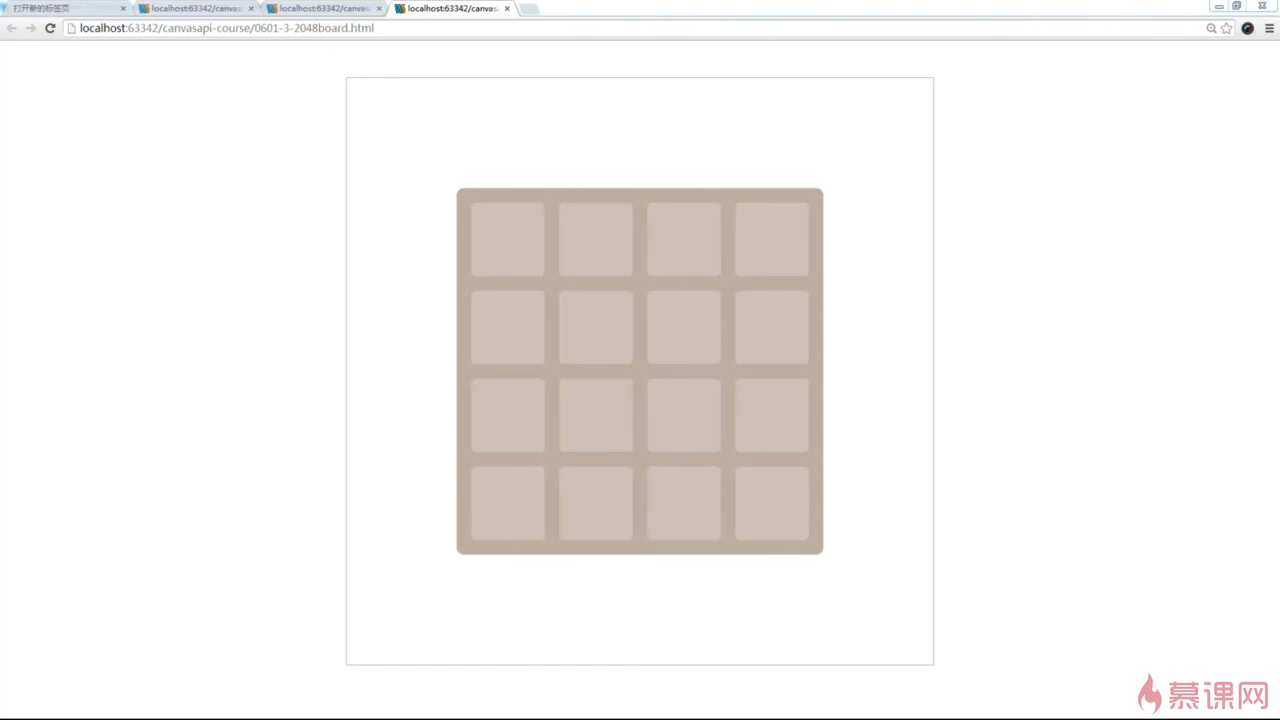 打开新的标签页
localhost:63342/canvas
localhost:63342/canvas
localhost:63342/canvas
localhost:63342/canvasapi-course/0601-3-2048board.html
慕课网